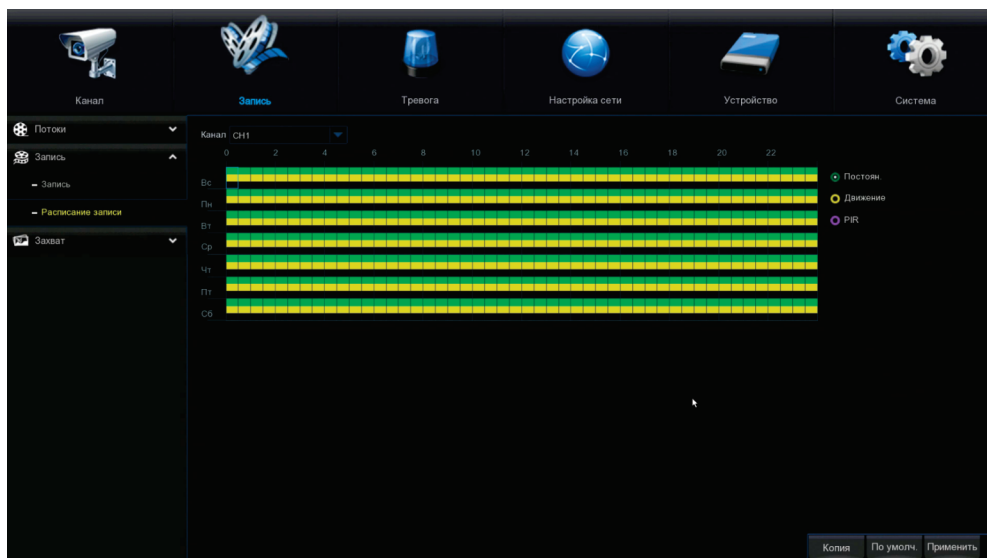 Канал Запись Тревога Настройка сети Устройство Система
Потоки
Запись
Запись
Расписание записи
Захват
Канал CH1
0 2 4 6 8 10 12 14 16 18 20 22
Вс
Пн
Вт
Ср
Чт
Пт
Сб
Постоян.
Движение
PIR
Копия По умолч. Применить